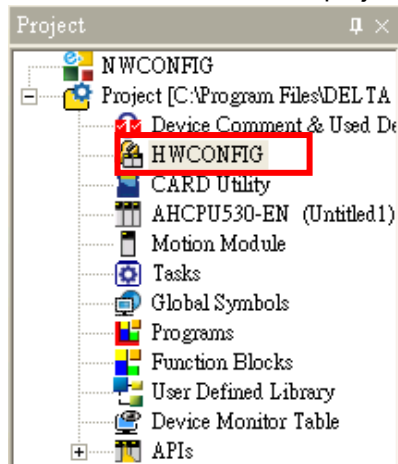 Project
NWCONFIG
Project [C:\Program Files\DELTA
Device Comment & Used De
HWCONFIG
CARD Utility
AHCPU530-EN (Untitled1)
Motion Module
Tasks
Global Symbols
Programs
Function Blocks
User Defined Library
Device Monitor Table
APIs